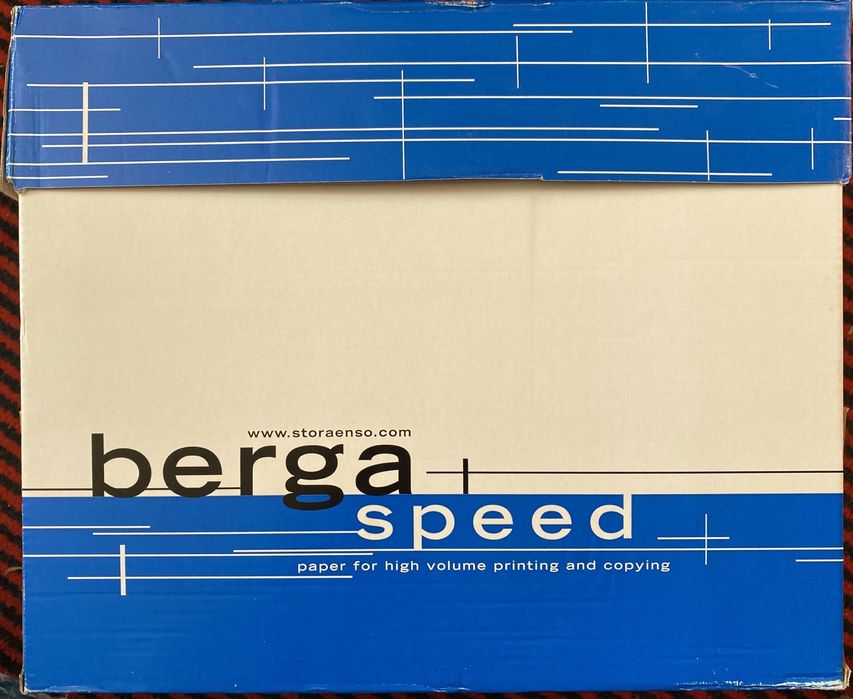 www.storaenso.com
berga
speed
paper for high volume printing and copying